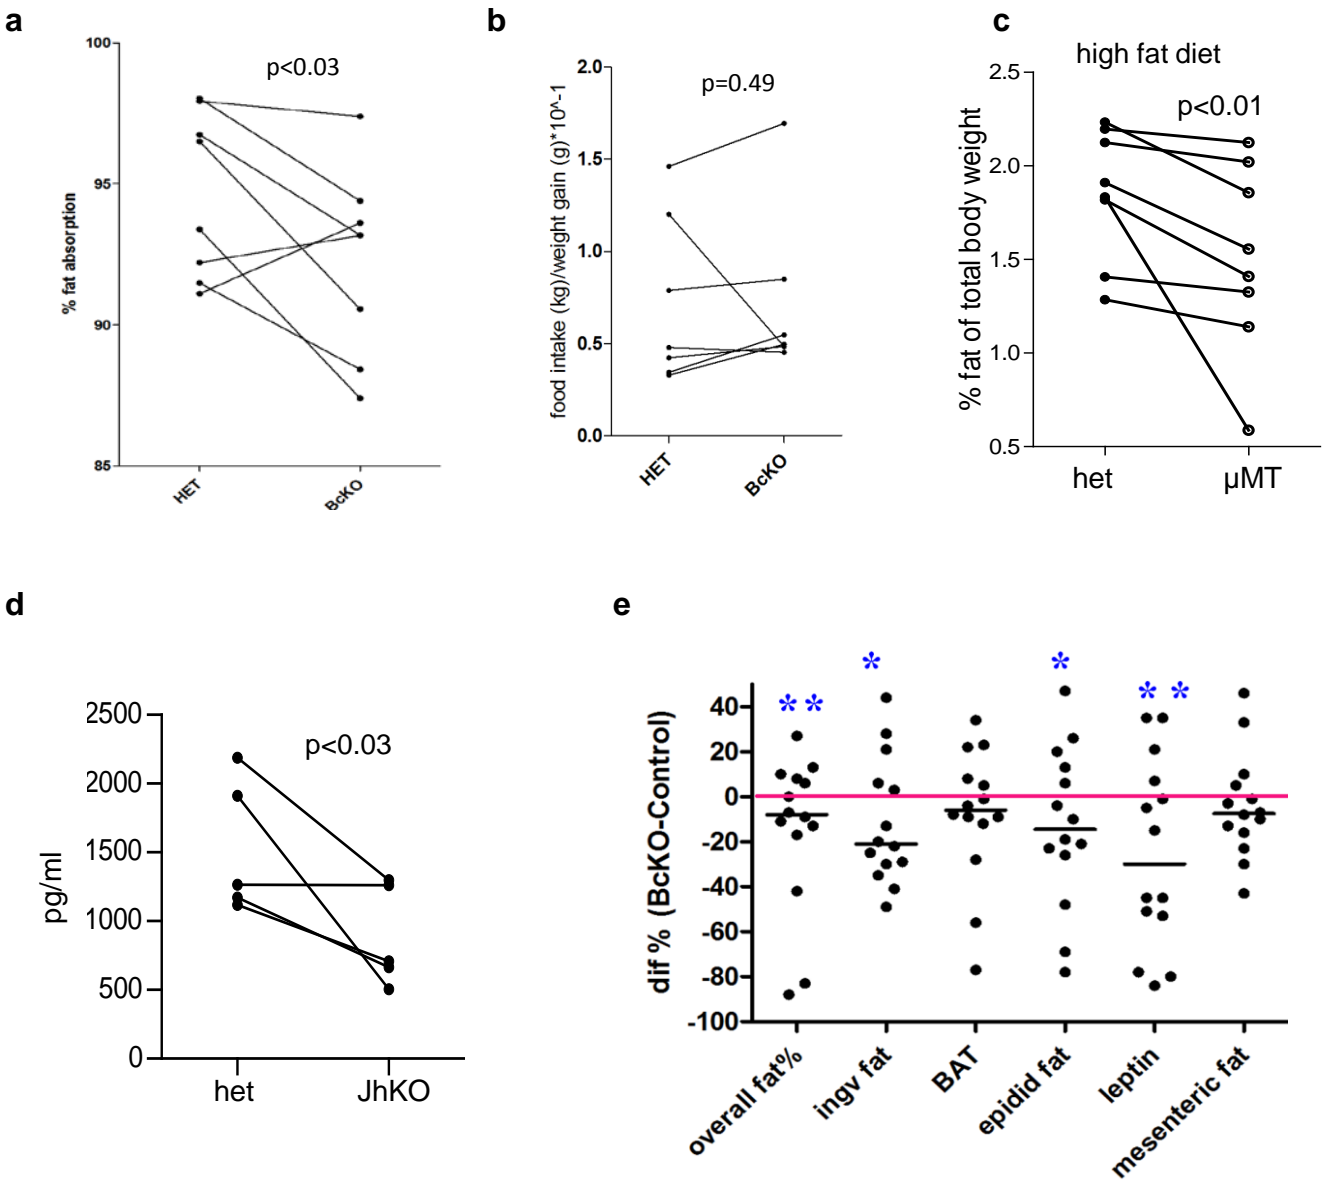 a
100
95
90
85
% fat absorption
p<0.03
HET
BcKO
b
2.0
1.5
1.0
0.5
0.0
food intake (kg)/weight gain (g)*10^-1
p=0.49
HET
BcKO
c
high fat diet
2.5
2.0
1.5
1.0
0.5
% fat of total body weight
p<0.01
het
µMT
d
2500
2000
1500
1000
500
0
pg/ml
p<0.03
het
JhKO
e
* *
*
*
* *
40
20
0
-20
-40
-60
-80
-100
dif % (BcKO-Control)
overall fat%
ingv fat
BAT
epidid fat
leptin
mesenteric fat